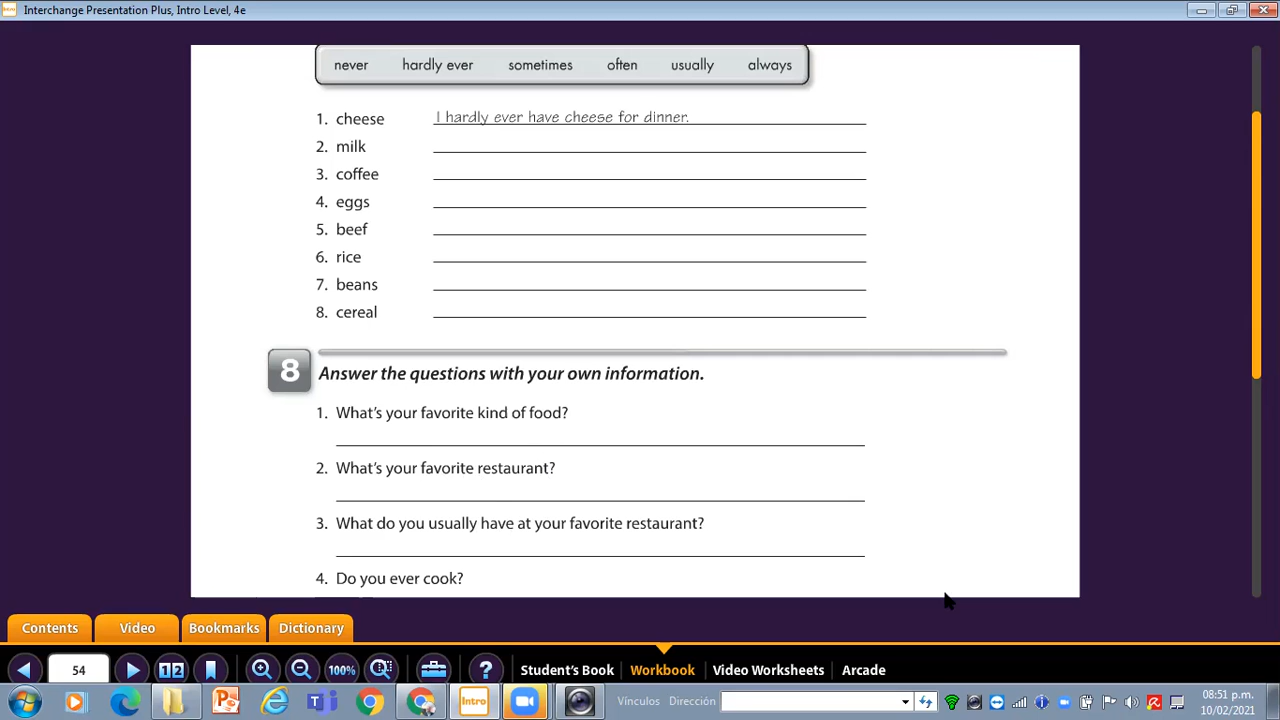 Interchange Presentation Plus, Intro Level, 4e
never hardly ever sometimes often usually always
1. cheese I hardly ever have cheese for dinner.
2. milk
3. coffee
4. eggs
5. beef
6. rice
7. beans
8. cereal
8 Answer the questions with your own information.
1. What's your favorite kind of food?
2. What's your favorite restaurant?
3. What do you usually have at your favorite restaurant?
4. Do you ever cook?
Contents Video Bookmarks Dictionary
54 12 100% ? Student's Book Workbook Video Worksheets Arcade
Intro Vínculos Dirección 08:51 p.m.
10/02/2021